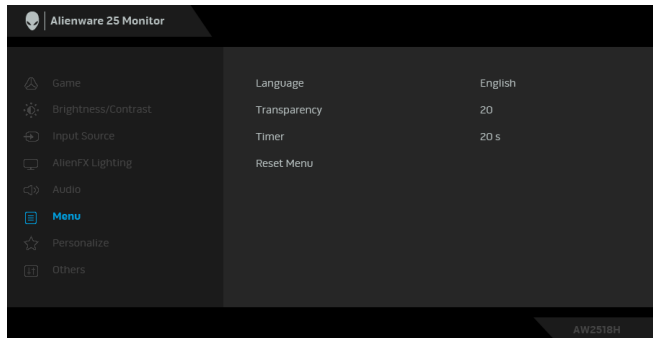 Alienware 25 Monitor
Game
Language English
Brightness/Contrast
Transparency 20
Input Source
Timer 20 s
AlienFX Lighting
Reset Menu
Audio
Menu
Personalize
Others
AW2518H